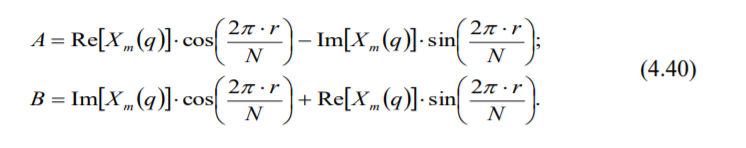 A = Re[X_m(q)]·cos(2π·r/N) − Im[X_m(q)]·sin(2π·r/N);
(4.40)
B = Im[X_m(q)]·cos(2π·r/N) + Re[X_m(q)]·sin(2π·r/N).